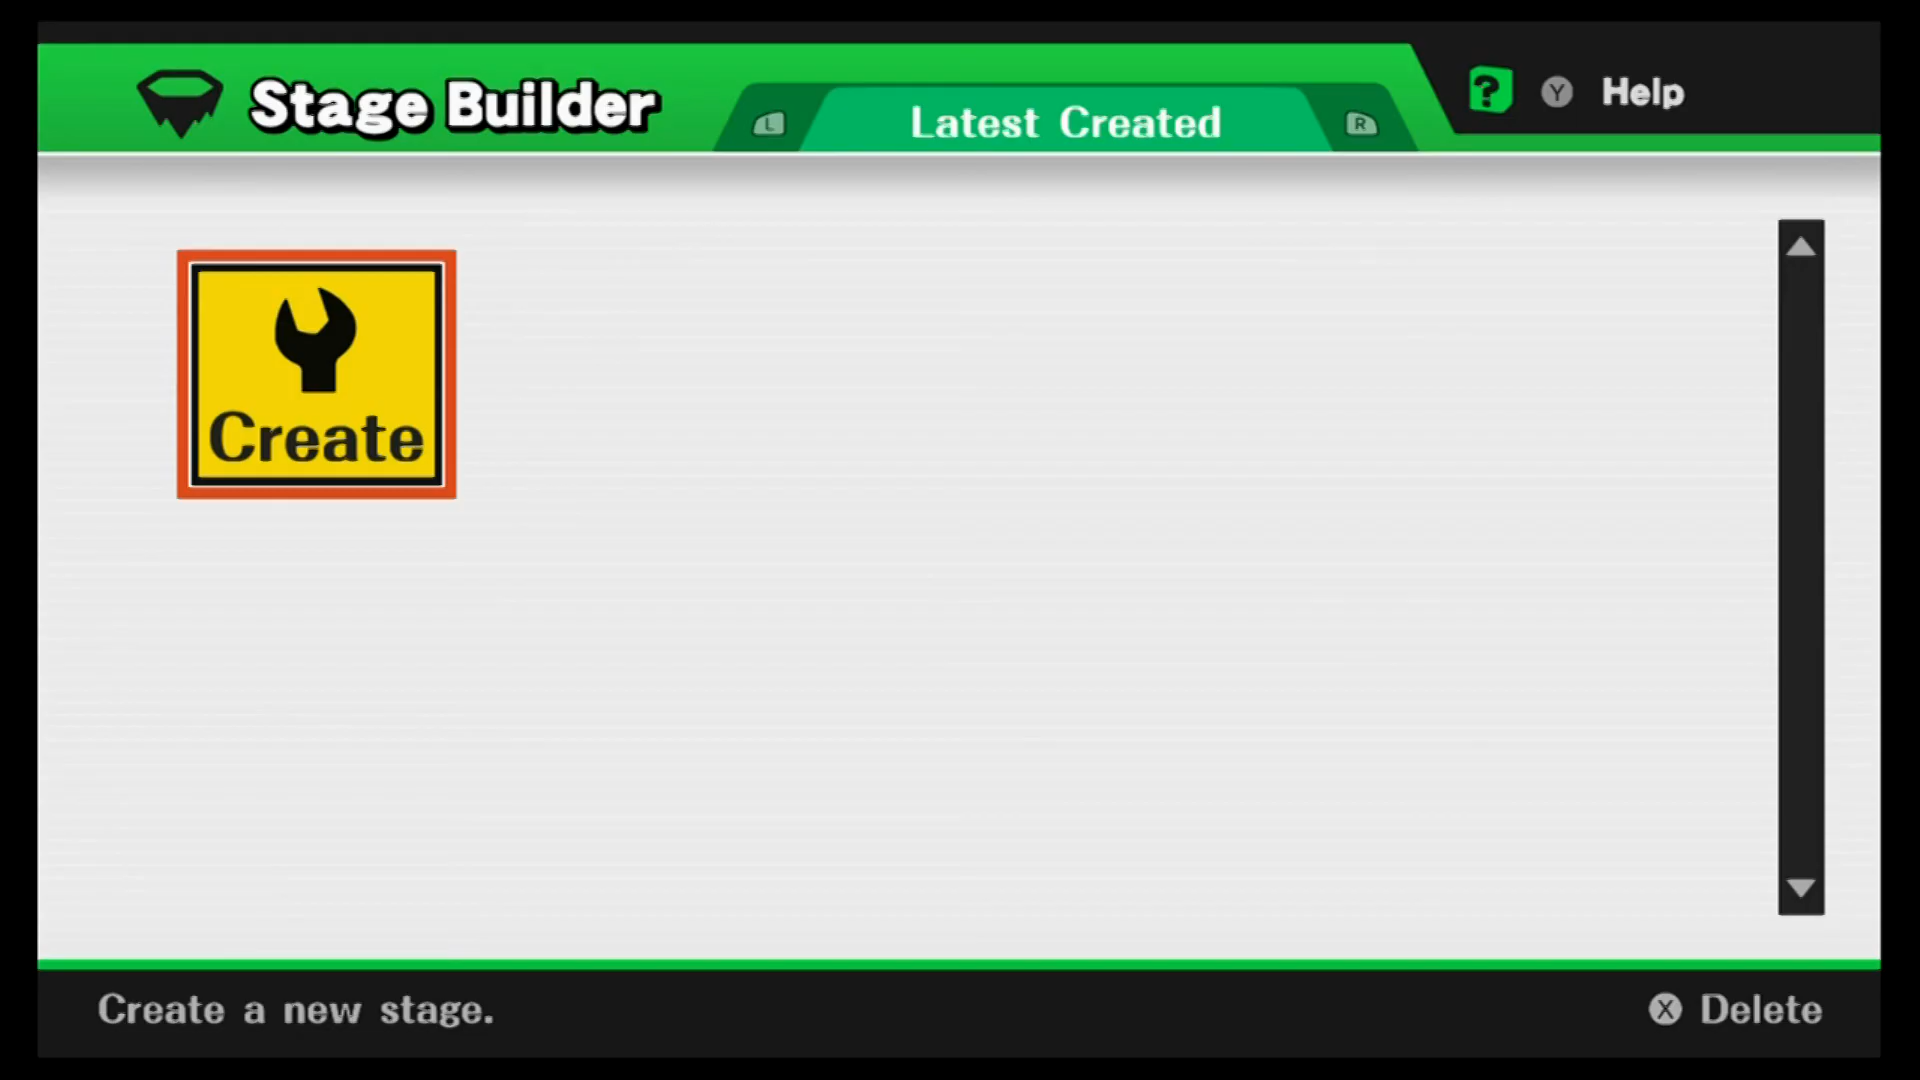 Stage Builder
L
Latest Created
R
?
Y Help
Create
Create a new stage.
X Delete